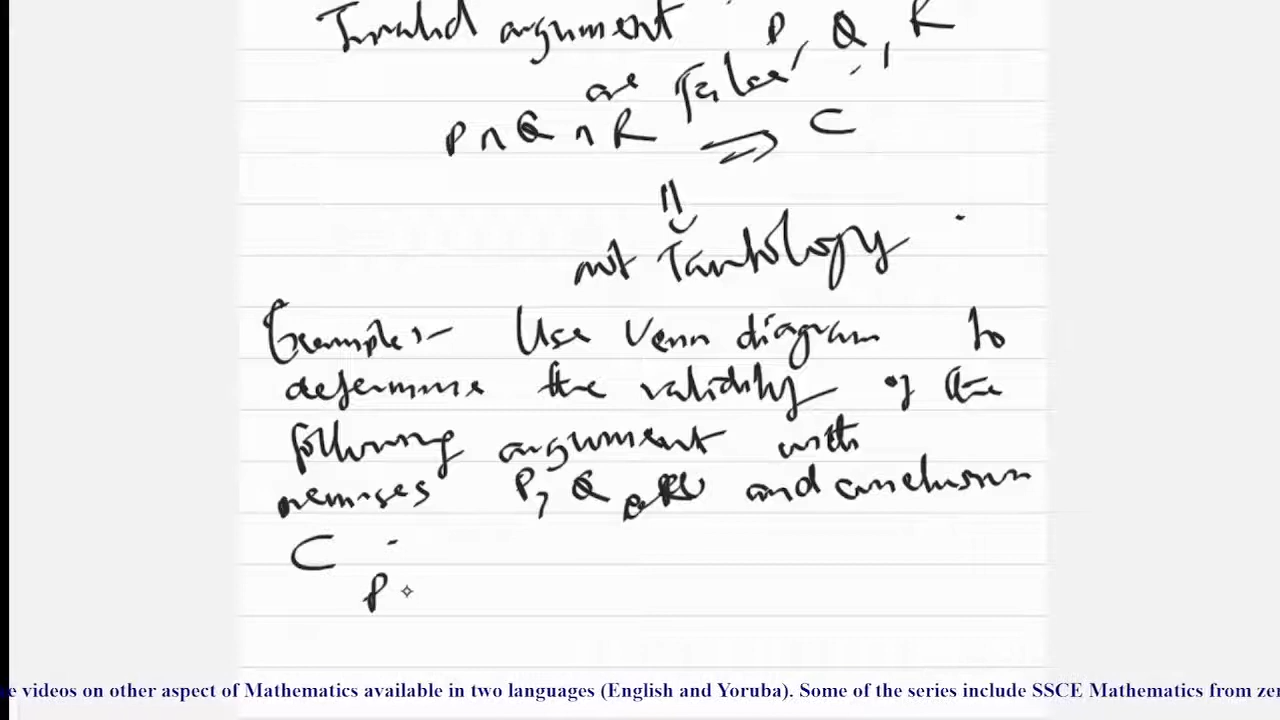 Invalid argument P, Q, R
are False
P ∩ Q ∩ R ⇒ C
not Tautology
Example:- Use Venn diagram to
determine the validity of the
following argument with
premises P, Q and conclusion
C
P
e videos on other aspect of Mathematics available in two languages (English and Yoruba). Some of the series include SSCE Mathematics from zer